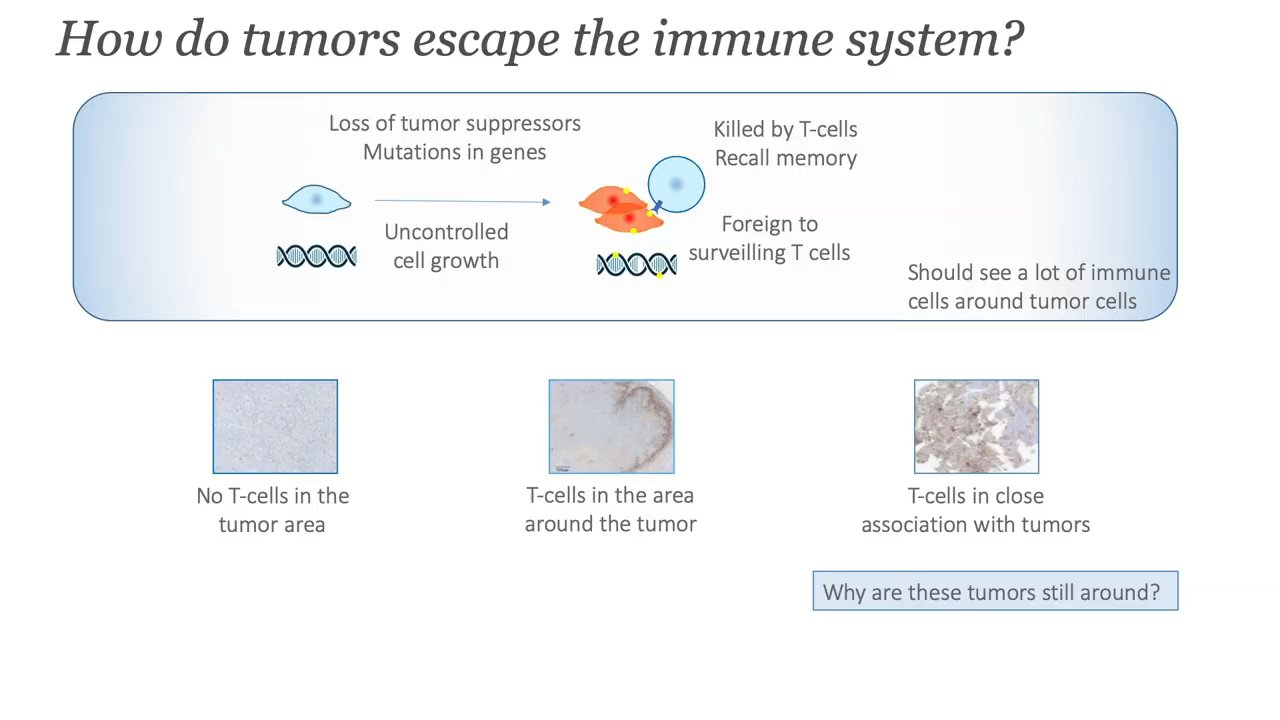 How do tumors escape the immune system?
Loss of tumor suppressors
Mutations in genes
Killed by T-cells
Recall memory
Uncontrolled
cell growth
Foreign to
surveilling T cells
Should see a lot of immune
cells around tumor cells
No T-cells in the
tumor area
T-cells in the area
around the tumor
T-cells in close
association with tumors
Why are these tumors still around?